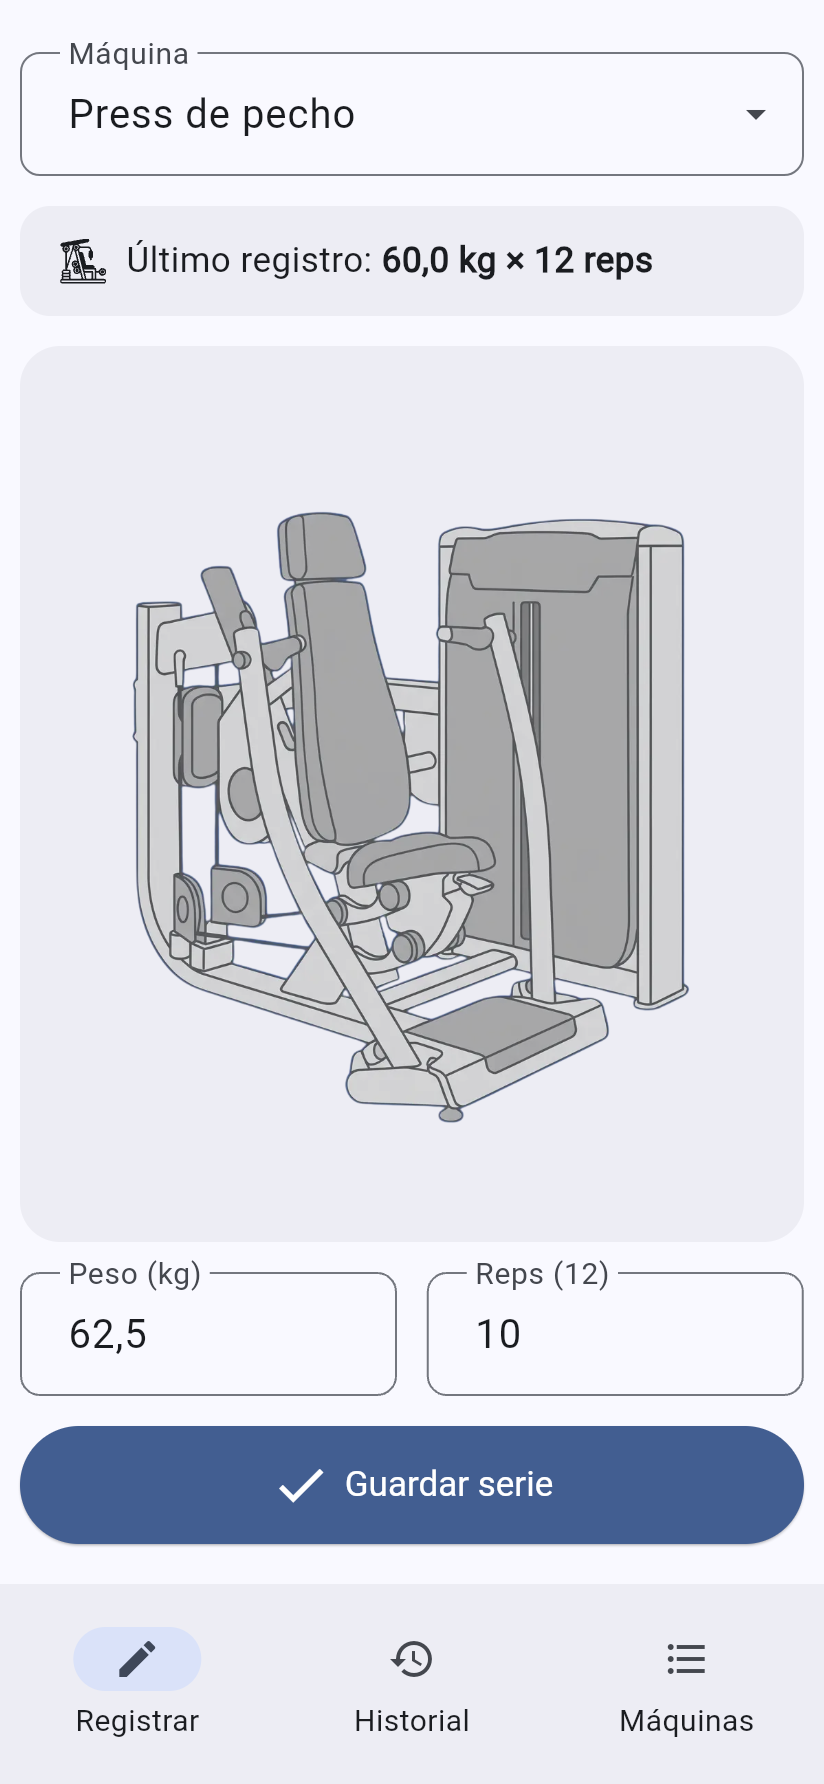 Máquina
Press de pecho
Último registro: 60,0 kg × 12 reps
Peso (kg)
Reps (12)
62,5
10
Guardar serie
Registrar
Historial
Máquinas